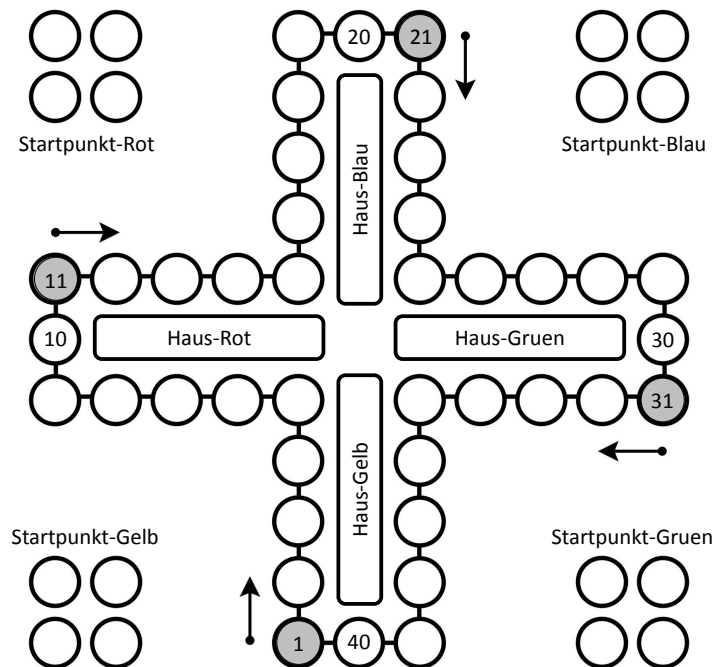 20
21
Startpunkt-Rot
Startpunkt-Blau
Haus-Blau
11
10
Haus-Rot
Haus-Gruen
30
31
Haus-Gelb
Startpunkt-Gelb
Startpunkt-Gruen
1
40